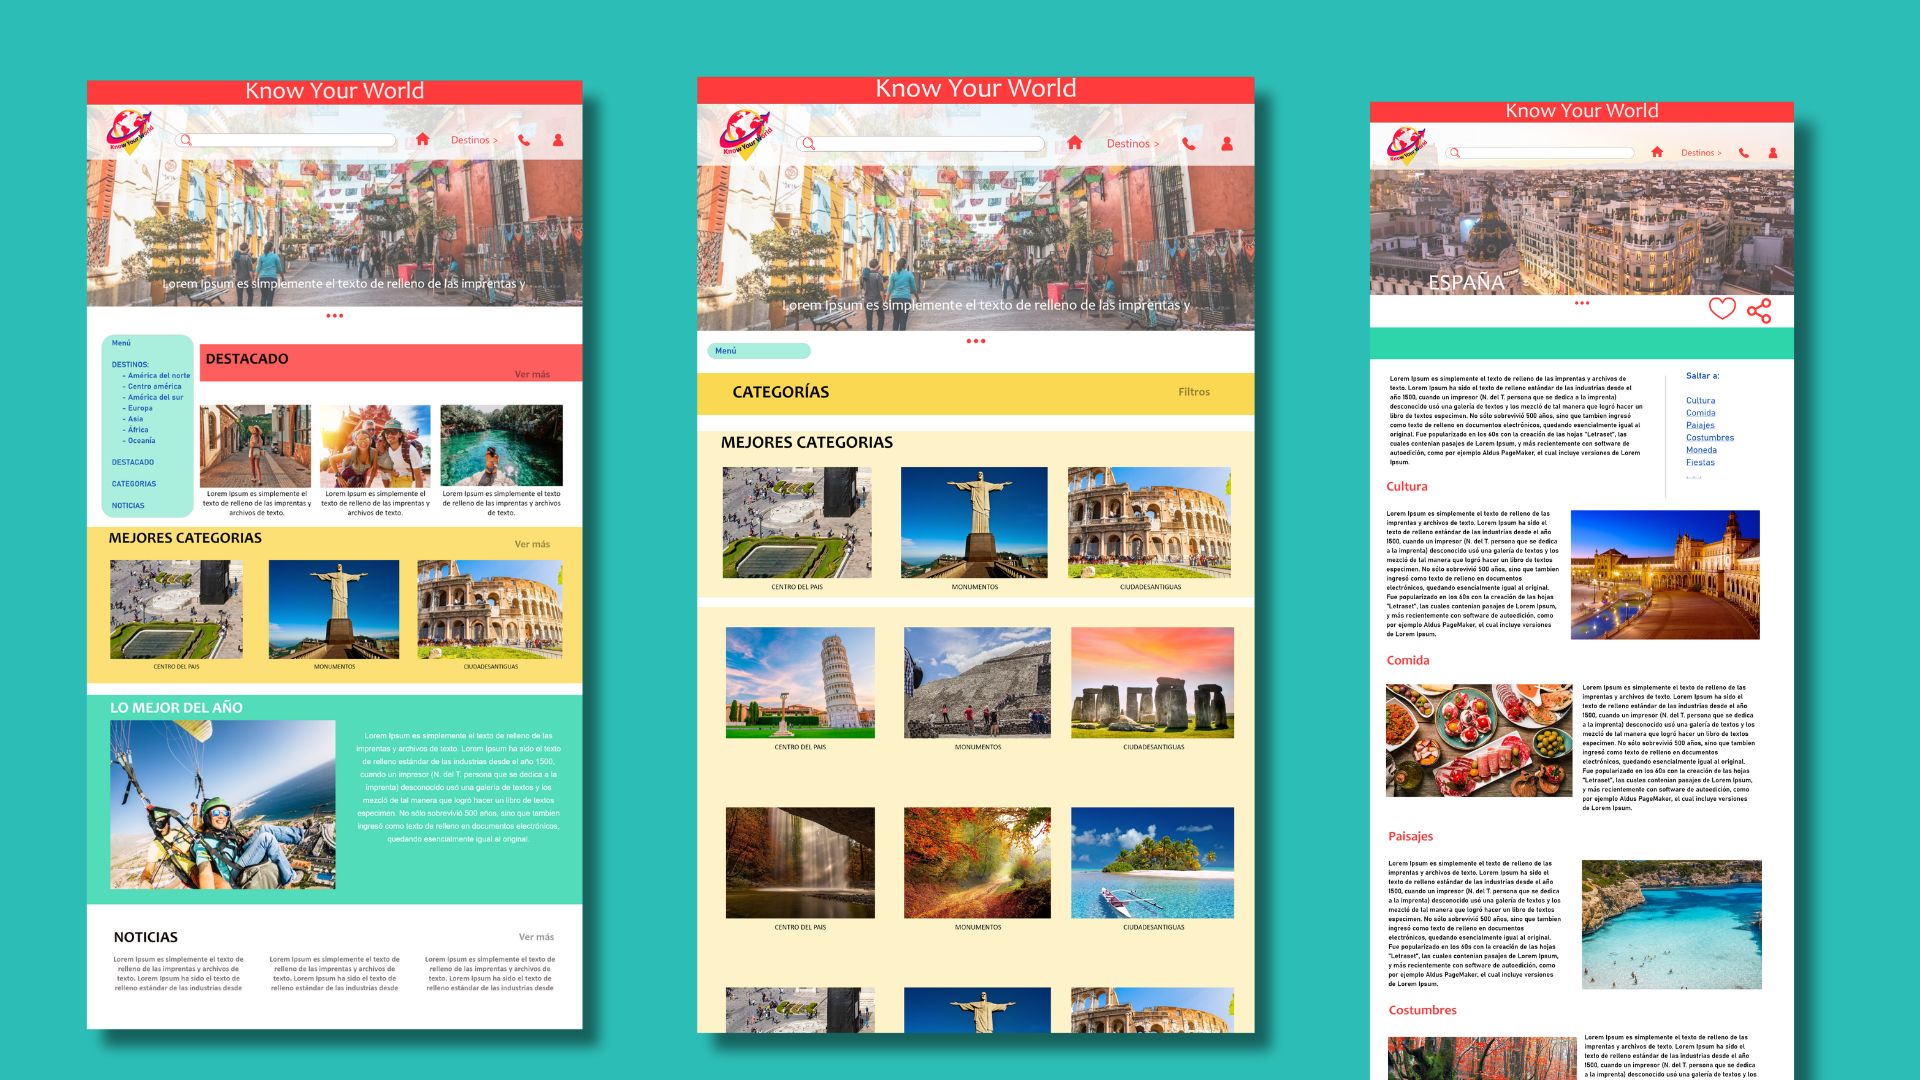 Know Your World
Know Your World
Destinos >
Lorem Ipsum es simplemente el texto de relleno de las imprentas y
Menú
DESTINOS:
- América del norte
- Centro américa
- América del sur
- Europa
- Asia
- África
- Oceanía
DESTACADO
CATEGORIAS
NOTICIAS
DESTACADO
Ver más
Lorem Ipsum es simplemente el
texto de relleno de las imprentas y
archivos de texto.
Lorem Ipsum es simplemente el
texto de relleno de las imprentas y
archivos de texto.
Lorem Ipsum es simplemente el texto
de relleno de las imprentas y archivos
de texto.
MEJORES CATEGORIAS
Ver más
CENTRO DEL PAIS
MONUMENTOS
CIUDADESANTIGUAS
LO MEJOR DEL AÑO
Lorem Ipsum es simplemente el texto de relleno de las
imprentas y archivos de texto. Lorem Ipsum ha sido el texto
de relleno estándar de las industrias desde el año 1500,
cuando un impresor (N. del T. persona que se dedica a la
imprenta) desconocido usó una galería de textos y los
mezcló de tal manera que logró hacer un libro de textos
especimen. No sólo sobrevivió 500 años, sino que tambien
ingresó como texto de relleno en documentos electrónicos,
quedando esencialmente igual al original.
NOTICIAS
Ver más
Lorem Ipsum es simplemente el texto de
relleno de las imprentas y archivos de
texto. Lorem Ipsum ha sido el texto de
relleno estándar de las industrias desde
Lorem Ipsum es simplemente el texto de
relleno de las imprentas y archivos de
texto. Lorem Ipsum ha sido el texto de
relleno estándar de las industrias desde
Lorem Ipsum es simplemente el texto de
relleno de las imprentas y archivos de
texto. Lorem Ipsum ha sido el texto de
relleno estándar de las industrias desde
Know Your World
Know Your World
Destinos >
Lorem Ipsum es simplemente el texto de relleno de las imprentas y
Menú
CATEGORÍAS
Filtros
MEJORES CATEGORIAS
CENTRO DEL PAIS
MONUMENTOS
CIUDADESANTIGUAS
CENTRO DEL PAIS
MONUMENTOS
CIUDADESANTIGUAS
CENTRO DEL PAIS
MONUMENTOS
CIUDADESANTIGUAS
Know Your World
Know Your World
Destinos >
ESPAÑA
Lorem Ipsum es simplemente el texto de relleno de las imprentas y archivos de
texto. Lorem Ipsum ha sido el texto de relleno estándar de las industrias desde el
año 1500, cuando un impresor (N. del T. persona que se dedica a la imprenta)
desconocido usó una galería de textos y los mezcló de tal manera que logró hacer un
libro de textos especimen. No sólo sobrevivió 500 años, sino que tambien ingresó
como texto de relleno en documentos electrónicos, quedando esencialmente igual al
original. Fue popularizado en los 60s con la creación de las hojas "Letraset", las
cuales contenian pasajes de Lorem Ipsum, y más recientemente con software de
autoedición, como por ejemplo Aldus PageMaker, el cual incluye versiones de Lorem
Ipsum.
Saltar a:
Cultura
Comida
Paiajes
Costumbres
Moneda
Fiestas
Cultura
Lorem Ipsum es simplemente el texto de relleno de las
imprentas y archivos de texto. Lorem Ipsum ha sido el
texto de relleno estándar de las industrias desde el año
1500, cuando un impresor (N. del T. persona que se dedica
a la imprenta) desconocido usó una galería de textos y los
mezcló de tal manera que logró hacer un libro de textos
especimen. No sólo sobrevivió 500 años, sino que tambien
ingresó como texto de relleno en documentos
electrónicos, quedando esencialmente igual al original.
Fue popularizado en los 60s con la creación de las hojas
"Letraset", las cuales contenian pasajes de Lorem Ipsum,
y más recientemente con software de autoedición, como
por ejemplo Aldus PageMaker, el cual incluye versiones
de Lorem Ipsum.
Comida
Lorem Ipsum es simplemente el texto de relleno de las
imprentas y archivos de texto. Lorem Ipsum ha sido el
texto de relleno estándar de las industrias desde el año
1500, cuando un impresor (N. del T. persona que se dedica
a la imprenta) desconocido usó una galería de textos y los
mezcló de tal manera que logró hacer un libro de textos
especimen. No sólo sobrevivió 500 años, sino que tambien
ingresó como texto de relleno en documentos
electrónicos, quedando esencialmente igual al original.
Fue popularizado en los 60s con la creación de las hojas
"Letraset", las cuales contenian pasajes de Lorem Ipsum,
y más recientemente con software de autoedición, como
por ejemplo Aldus PageMaker, el cual incluye versiones
de Lorem Ipsum.
Paisajes
Lorem Ipsum es simplemente el texto de relleno de las
imprentas y archivos de texto. Lorem Ipsum ha sido el
texto de relleno estándar de las industrias desde el año
1500, cuando un impresor (N. del T. persona que se dedica
a la imprenta) desconocido usó una galería de textos y los
mezcló de tal manera que logró hacer un libro de textos
especimen. No sólo sobrevivió 500 años, sino que tambien
ingresó como texto de relleno en documentos
electrónicos, quedando esencialmente igual al original.
Fue popularizado en los 60s con la creación de las hojas
"Letraset", las cuales contenian pasajes de Lorem Ipsum,
y más recientemente con software de autoedición, como
por ejemplo Aldus PageMaker, el cual incluye versiones
de Lorem Ipsum.
Costumbres
Lorem Ipsum es simplemente el texto de relleno de las
imprentas y archivos de texto. Lorem Ipsum ha sido el
texto de relleno estándar de las industrias desde el año
1500, cuando un impresor (N. del T. persona que se dedica
a la imprenta) desconocido usó una galería de textos y los